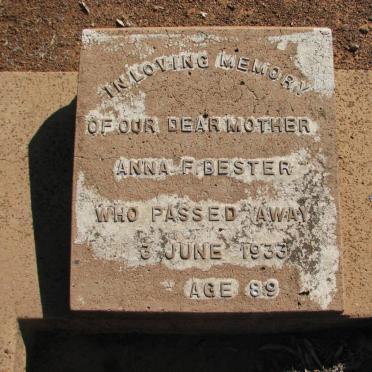 IN LOVING MEMORY
OF OUR DEAR MOTHER
ANNA F. BESTER
WHO PASSED AWAY
3 JUNE 1933
AGE 89